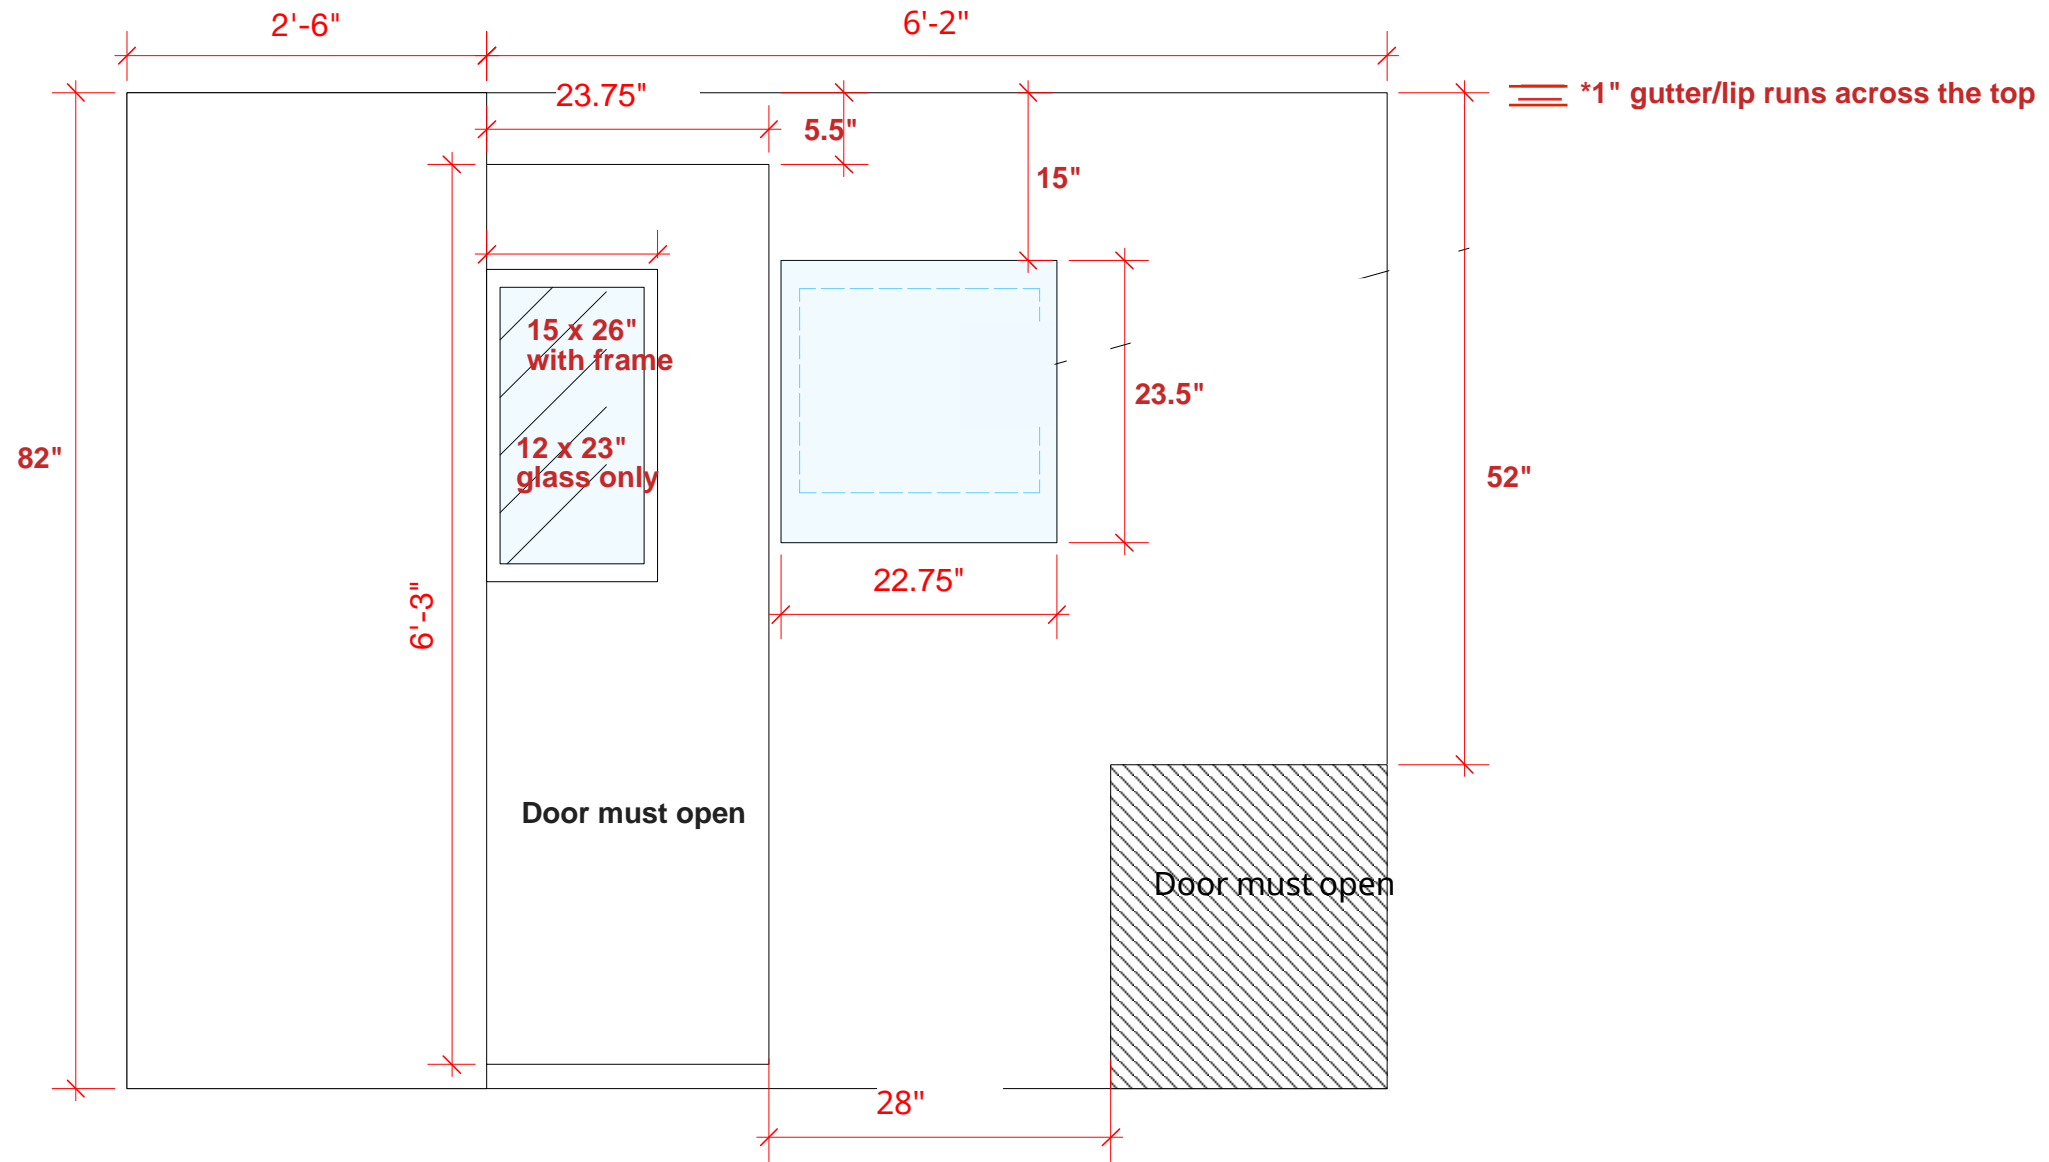 2'-6"
6'-2"
23.75"
*1" gutter/lip runs across the top
5.5"
15"
15 x 26"
with frame
23.5"
12 x 23"
glass only
82"
52"
22.75"
6'-3"
Door must open
Door must open
28"